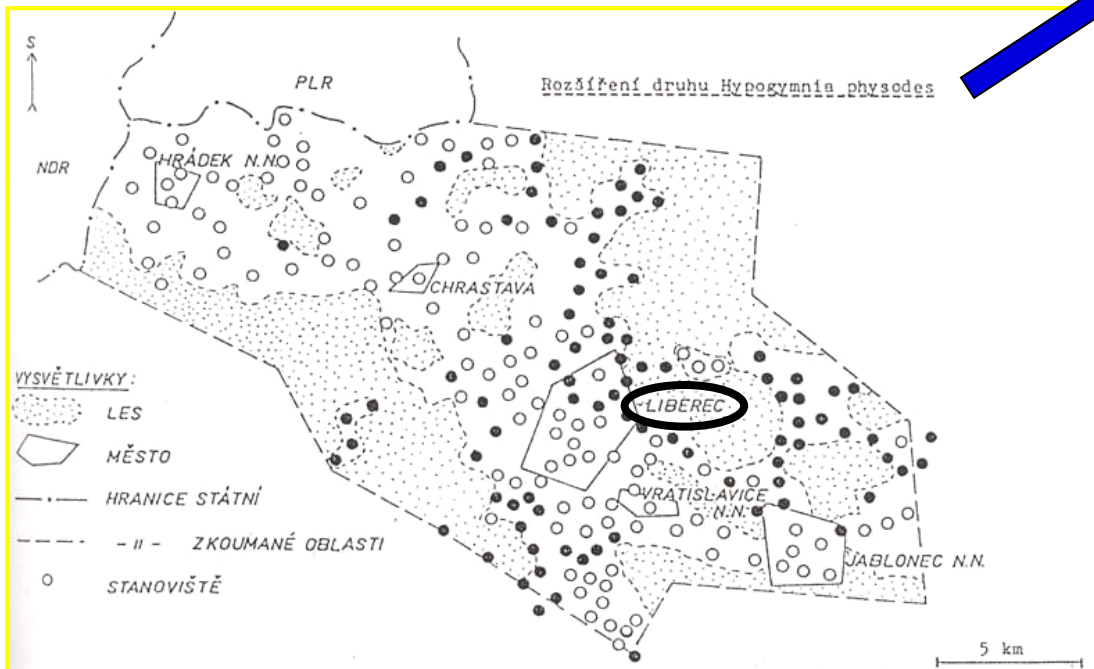 S
PLR
Rozšíření druhu Hypogymnia physodes
NDR
HRÁDEK N.N.
CHRASTAVA
VYSVĚTLIVKY:
LES
LIBEREC
MĚSTO
VRATISLAVICE
N.N.
HRANICE STÁTNÍ
- II - ZKOUMANÉ OBLASTI
JABLONEC N.N.
STANOVIŠTĚ
5 km